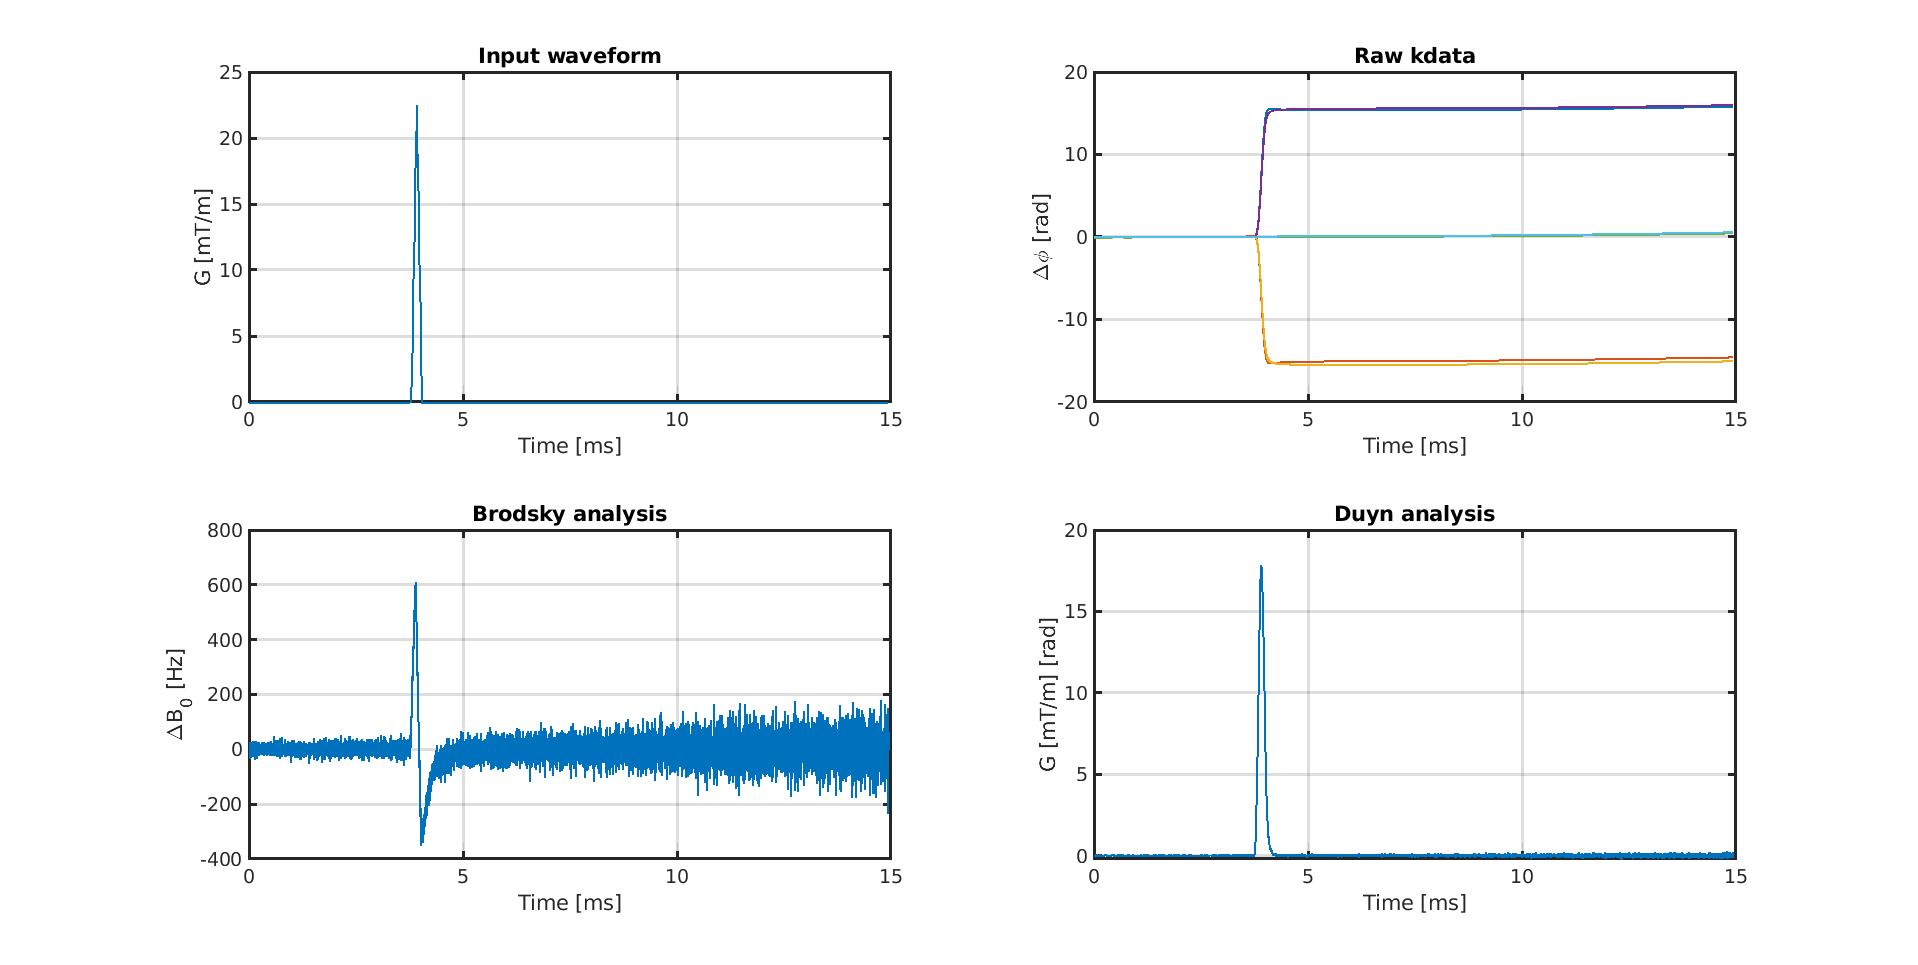 Input waveform
25
20
15
10
5
0
G [mT/m]
0 5 10 15
Time [ms]
Raw kdata
20
10
0
-10
-20
Δϕ [rad]
0 5 10 15
Time [ms]
Brodsky analysis
800
600
400
200
0
-200
-400
ΔB0 [Hz]
0 5 10 15
Time [ms]
Duyn analysis
20
15
10
5
0
G [mT/m] [rad]
0 5 10 15
Time [ms]